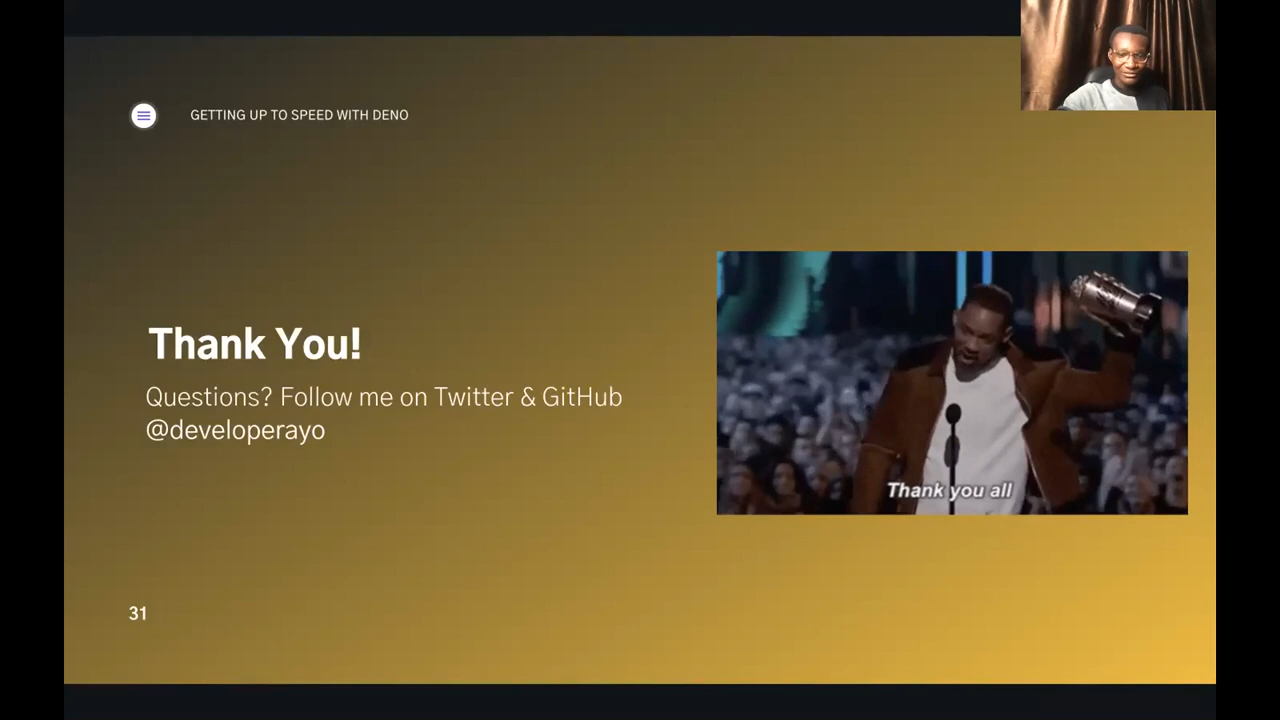 GETTING UP TO SPEED WITH DENO
Thank You!
Questions? Follow me on Twitter & GitHub
@developerayo
Thank you all
31